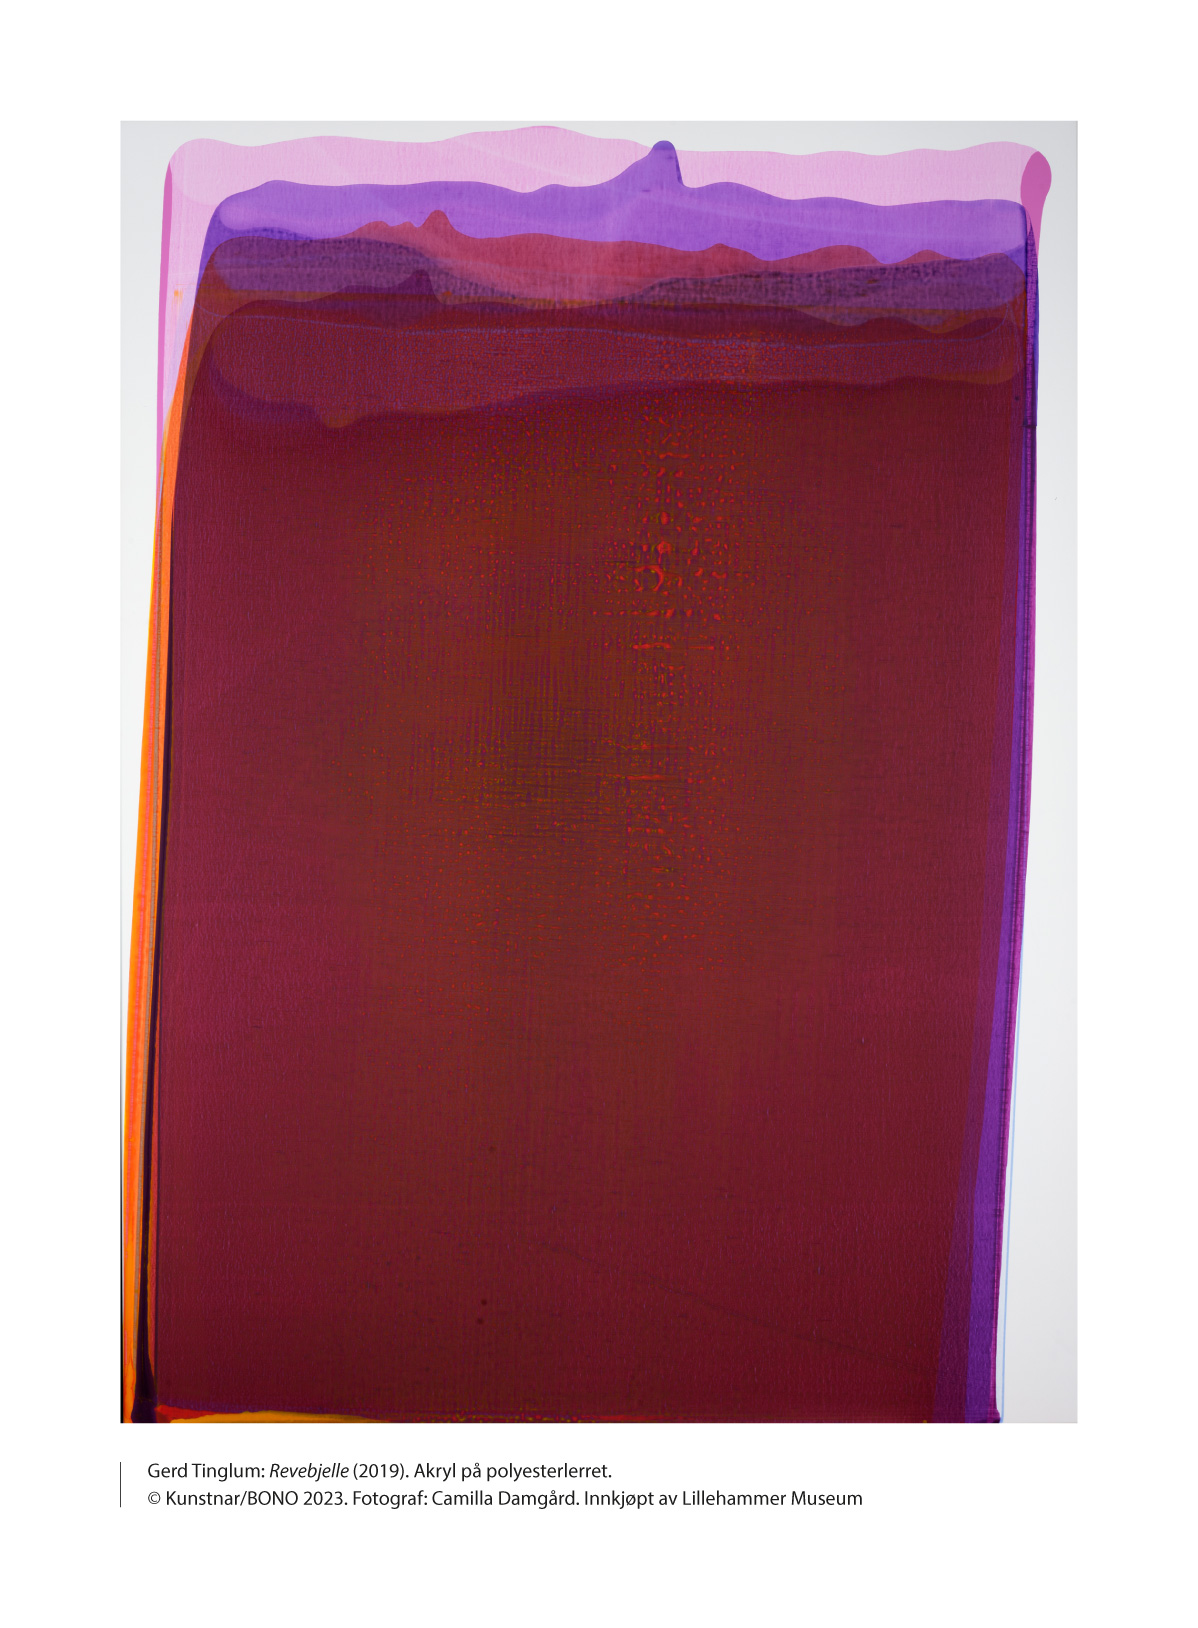 Gerd Tinglum: Revebjelle (2019). Akryl på polyesterlerret.
© Kunstnar/BONO 2023. Fotograf: Camilla Damgård. Innkjøpt av Lillehammer Museum